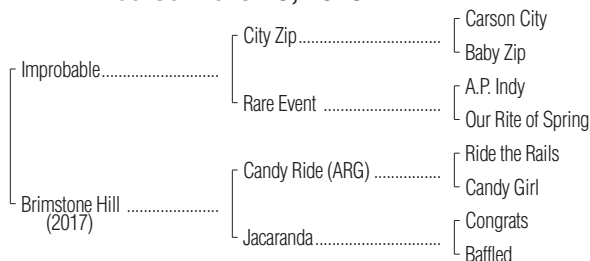 City Zip
Carson City
Baby Zip
Improbable
Rare Event
A.P. Indy
Our Rite of Spring
Candy Ride (ARG)
Ride the Rails
Candy Girl
Brimstone Hill
(2017)
Jacaranda
Congrats
Baffled